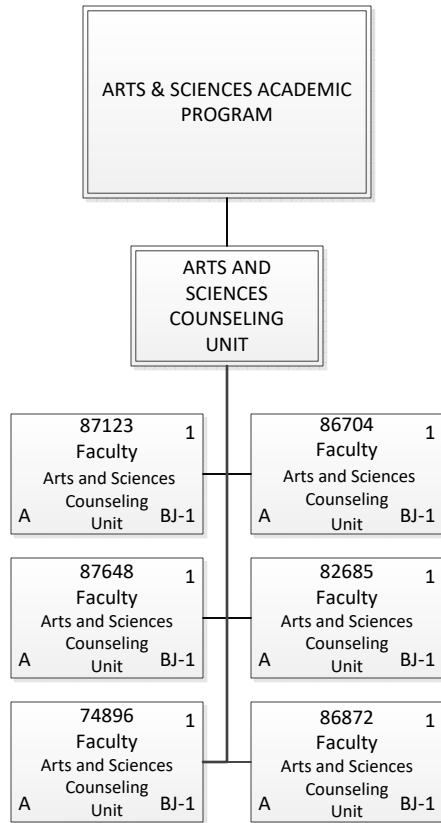 ARTS & SCIENCES ACADEMIC
PROGRAM
ARTS AND
SCIENCES
COUNSELING
UNIT
87123 1
Faculty
Arts and Sciences
Counseling
A Unit BJ-1
86704 1
Faculty
Arts and Sciences
Counseling
A Unit BJ-1
87648 1
Faculty
Arts and Sciences
Counseling
A Unit BJ-1
82685 1
Faculty
Arts and Sciences
Counseling
A Unit BJ-1
74896 1
Faculty
Arts and Sciences
Counseling
A Unit BJ-1
86872 1
Faculty
Arts and Sciences
Counseling
A Unit BJ-1